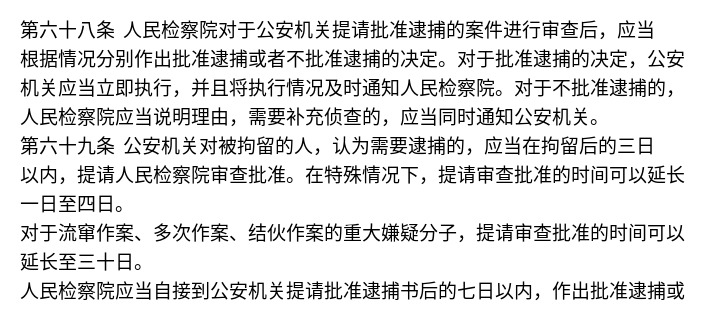 第六十八条 人民检察院对于公安机关提请批准逮捕的案件进行审查后，应当
根据情况分别作出批准逮捕或者不批准逮捕的决定。对于批准逮捕的决定，公安
机关应当立即执行，并且将执行情况及时通知人民检察院。对于不批准逮捕的，
人民检察院应当说明理由，需要补充侦查的，应当同时通知公安机关。
第六十九条 公安机关对被拘留的人，认为需要逮捕的，应当在拘留后的三日
以内，提请人民检察院审查批准。在特殊情况下，提请审查批准的时间可以延长
一日至四日。
对于流窜作案、多次作案、结伙作案的重大嫌疑分子，提请审查批准的时间可以
延长至三十日。
人民检察院应当自接到公安机关提请批准逮捕书后的七日以内，作出批准逮捕或